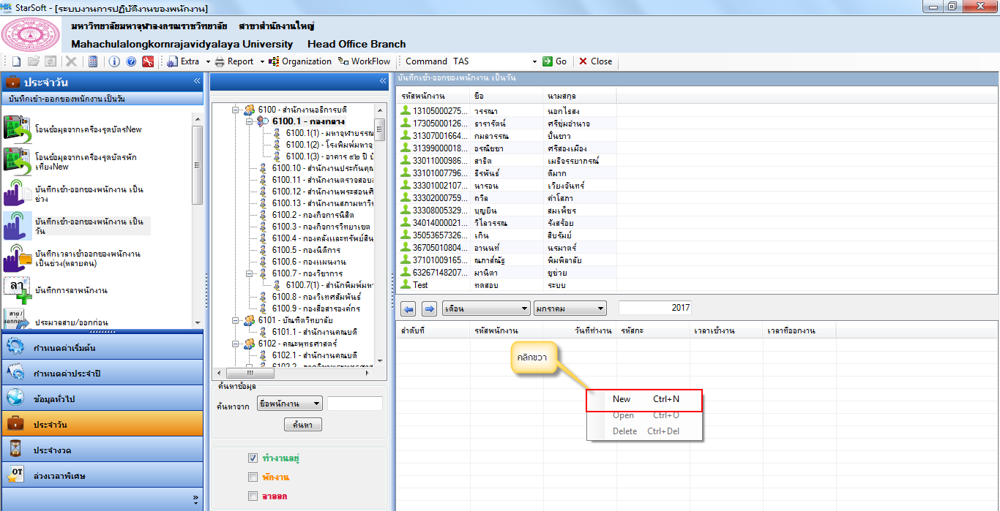 StarSoft - [ระบบงานการปฏิบัติงานของพนักงาน]
มหาวิทยาลัยมหาจุฬาลงกรณราชวิทยาลัย สาขาสำนักงานใหญ่
Mahachulalongkornrajavidyalaya University Head Office Branch
Extra Report Organization WorkFlow Command TAS Go Close
ประจำวัน
บันทึกเข้า-ออกของพนักงาน เป็นวัน
โอนข้อมูลจากเครื่องรูดบัตรNew
โอนข้อมูลจากเครื่องรูดบัตรพัก
เที่ยงNew
บันทึกเข้า-ออกของพนักงาน เป็น
ช่วง
บันทึกเข้า-ออกของพนักงาน เป็น
วัน
บันทึกเวลาเข้าออกของพนักงาน
เป็นช่วง(หลายคน)
ลา
บันทึกการลาพนักงาน
สาย/
ประมวลสาย/ออกก่อน
กำหนดค่าเริ่มต้น
กำหนดค่าประจำปี
ข้อมูลทั่วไป
ประจำวัน
ประจำงวด
OT
ล่วงเวลาพิเศษ
6100 - สำนักงานอธิการบดี
6100.1 - กองกลาง
6100.1(1) - มหาจุฬาบรรณ
6100.1(2) - โรงพิมพ์มหาจุ
6100.1(3) - อาคาร ๙๒ ปี ปั
6100.10 - สำนักงานประกันคุณ
6100.11 - สำนักงานตรวจสอบ
6100.12 - สำนักงานพระสอนศี
6100.13 - สำนักงานสภามหาวิ
6100.2 - กองกิจการนิสิต
6100.3 - กองกิจการวิทยาเขต
6100.4 - กองคลังและทรัพย์สิน
6100.5 - กองนิติการ
6100.6 - กองแผนงาน
6100.7 - กองวิชาการ
6100.7(1) - สำนักพิมพ์มหา
6100.8 - กองวิเทศสัมพันธ์
6100.9 - กองสื่อสารองค์กร
6101 - บัณฑิตวิทยาลัย
6101.1 - สำนักงานคณบดี
6102 - คณะพุทธศาสตร์
6102.1 - สำนักงานคณบดี
ค้นหาข้อมูล
ค้นหาจาก ชื่อพนักงาน
ค้นหา
ทำงานอยู่
พักงาน
ลาออก
บันทึกเข้า-ออกของพนักงาน เป็นวัน
รหัสพนักงาน ชื่อ นามสกุล
13105000275... วรรณา นอกไธสง
17305000126... ธารารัตน์ ศรีชุ่มอำนาจ
31307001664... กมลวรรณ ปั้นขาว
31399000018... อรณิชชา ศรีสองเมือง
33011000986... สาธิต เมธีจรรยาภรณ์
33101007796... ธีรพันธ์ ดีมาก
33301002107... นารอน เวียงจันทร์
33302000759... ถวิล คำโสภา
33308005329... บุญยืน สมเพ็ชร
34014000021... วิไลวรรณ รังสร้อย
35053657326... เกิน สิบรัมย์
36705010804... อานนท์ นรมาตร์
37101009165... ณภาส์ณัฐ พิมพิลาลัย
63267148207... มานิตา ชูช่วย
Test ทดสอบ ระบบ
เดือน มกราคม 2017
ลำดับที่ รหัสพนักงาน วันที่ทำงาน รหัสกะ เวลาเข้างาน เวลาที่ออกงาน
คลิกขวา
New Ctrl+N
Open Ctrl+O
Delete Ctrl+Del